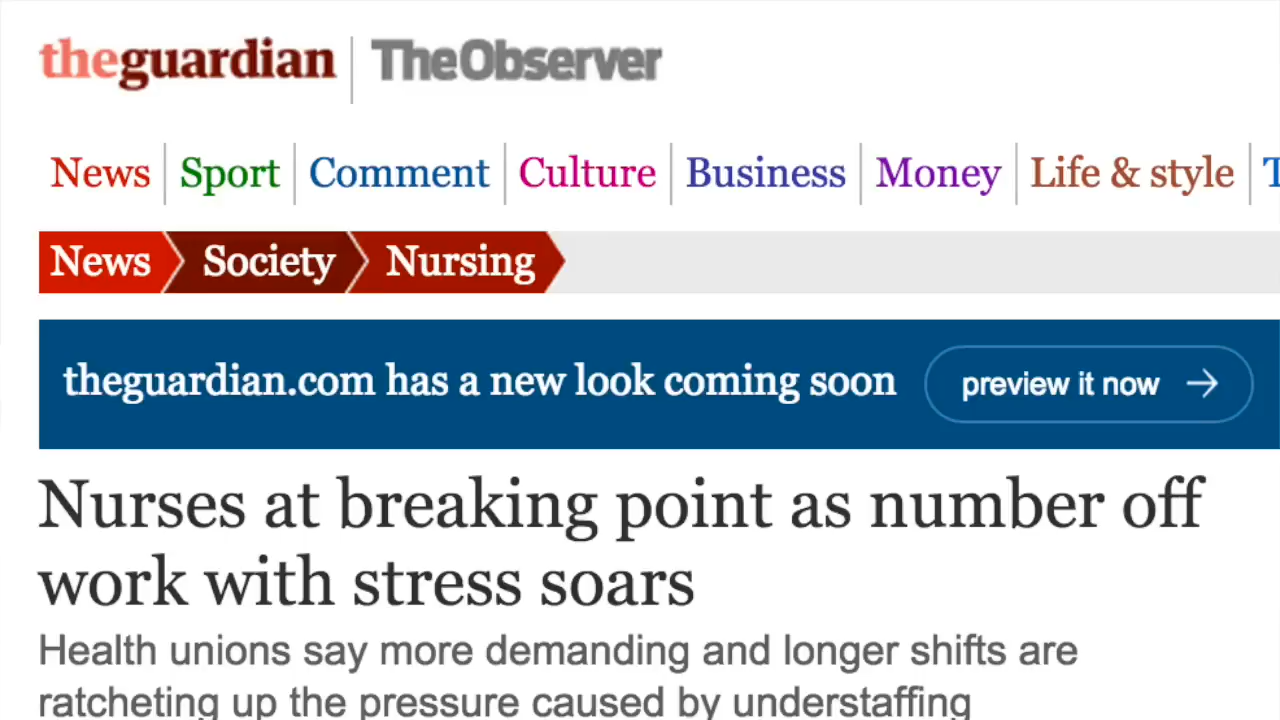 theguardian TheObserver
News Sport Comment Culture Business Money Life & style
News Society Nursing
theguardian.com has a new look coming soon preview it now →
Nurses at breaking point as number off
work with stress soars
Health unions say more demanding and longer shifts are
ratcheting up the pressure caused by understaffing